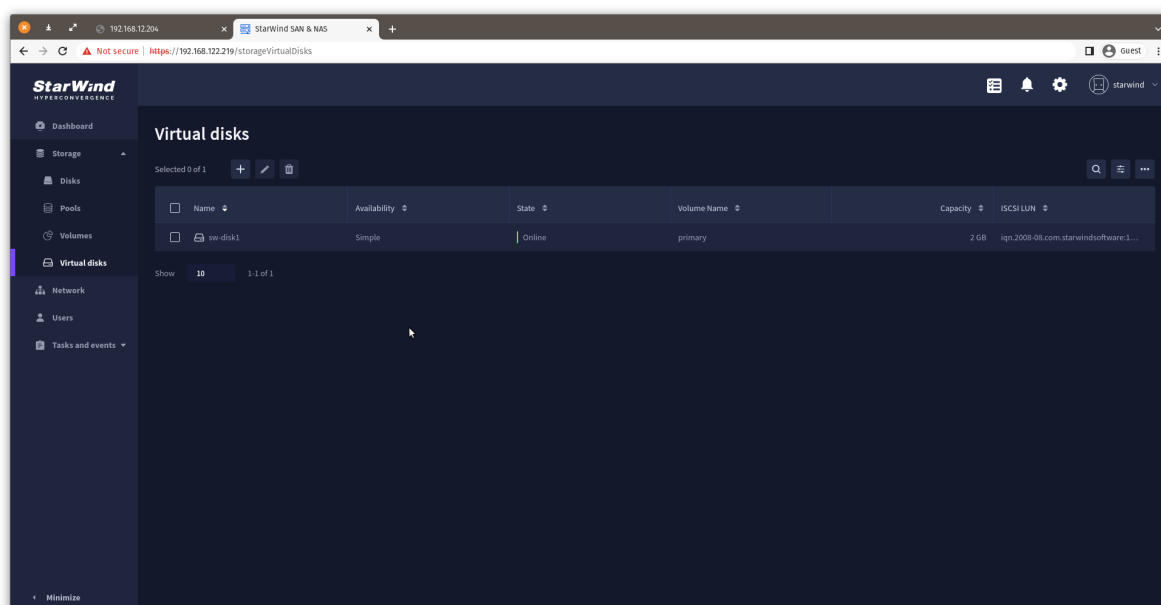 192.168.12.204
StarWind SAN & NAS
Not secure
https://192.168.122.219/storageVirtualDisks
Guest
StarWind
HYPERCONVERGENCE
starwind
Dashboard
Storage
Disks
Pools
Volumes
Virtual disks
Network
Users
Tasks and events
Minimize
Virtual disks
Selected 0 of 1
Name Availability State Volume Name Capacity ISCSI LUN
sw-disk1 Simple Online primary 2 GB iqn.2008-08.com.starwindsoftware:1...
Show 10 1-1 of 1